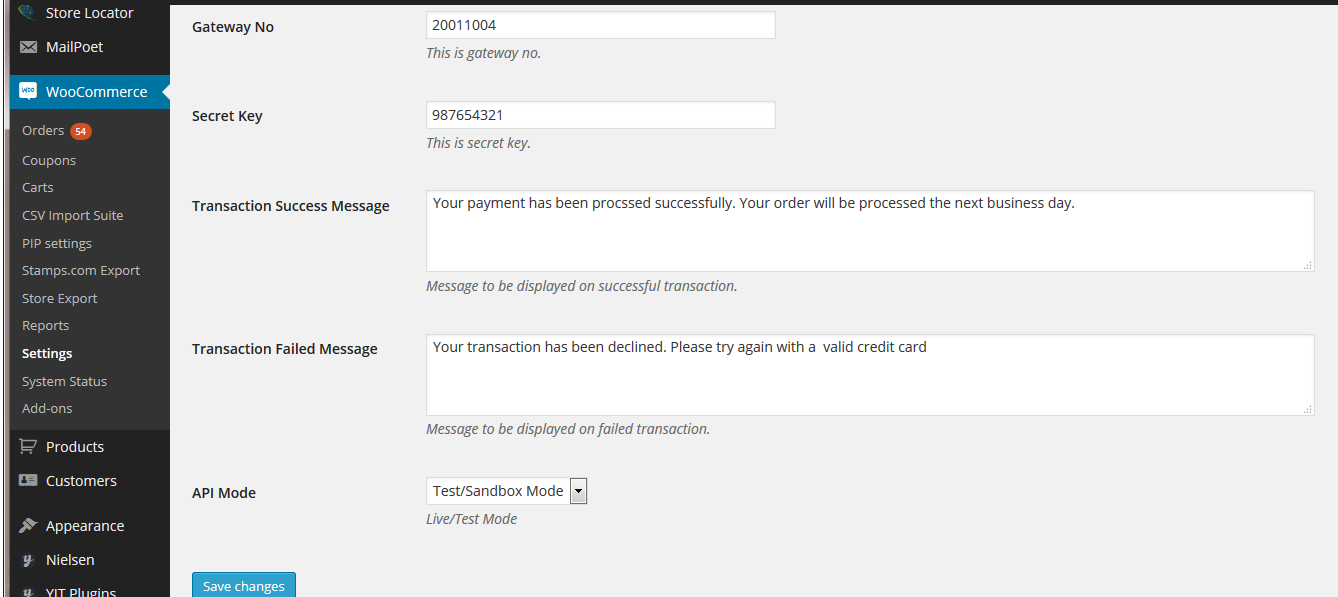 Store Locator
MailPoet
WOO WooCommerce
Orders 54
Coupons
Carts
CSV Import Suite
PIP settings
Stamps.com Export
Store Export
Reports
Settings
System Status
Add-ons
Products
Customers
Appearance
Nielsen
YIT Plugins
Gateway No
20011004
This is gateway no.
Secret Key
987654321
This is secret key.
Transaction Success Message
Your payment has been procssed successfully. Your order will be processed the next business day.
Message to be displayed on successful transaction.
Transaction Failed Message
Your transaction has been declined. Please try again with a  valid credit card
Message to be displayed on failed transaction.
API Mode
Test/Sandbox Mode
Live/Test Mode
Save changes